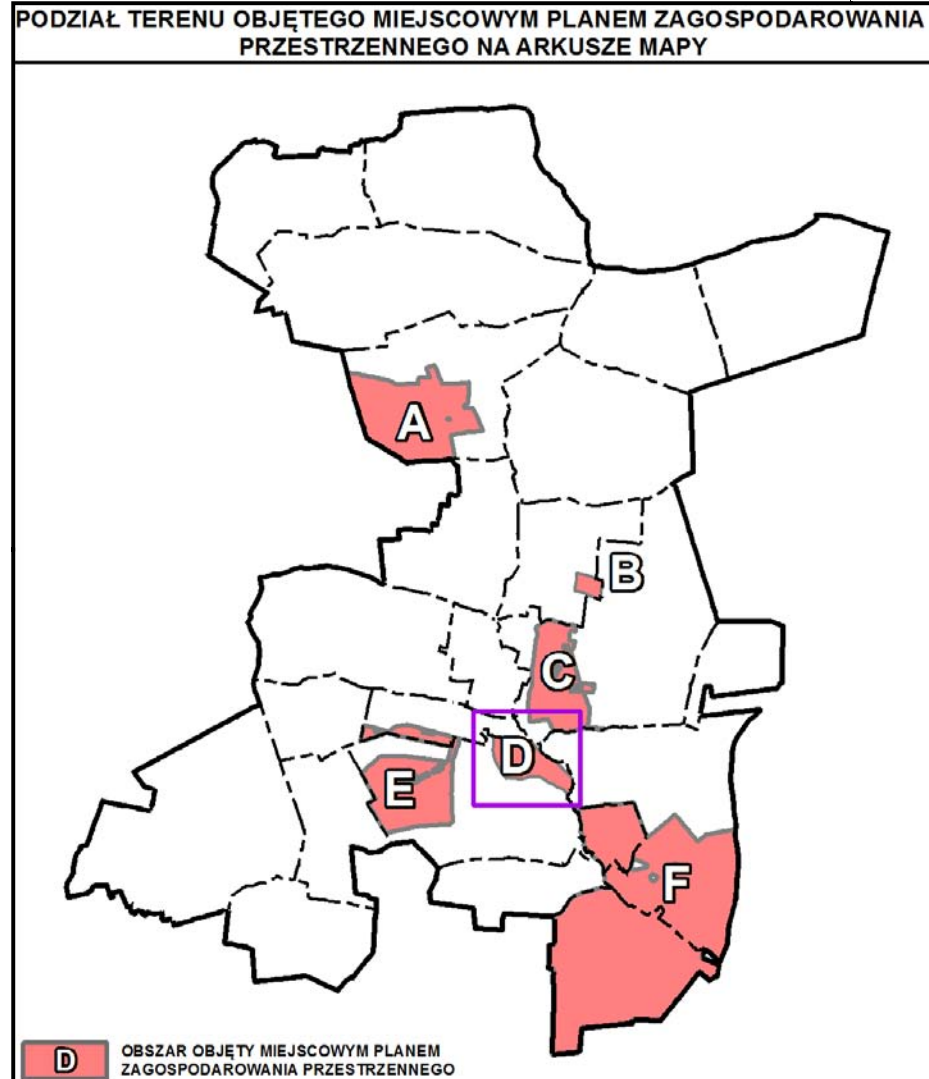 PODZIAŁ TERENU OBJĘTEGO MIEJSCOWYM PLANEM ZAGOSPODAROWANIA
PRZESTRZENNEGO NA ARKUSZE MAPY
A
B
C
D
E
F
D
OBSZAR OBJĘTY MIEJSCOWYM PLANEM
ZAGOSPODAROWANIA PRZESTRZENNEGO